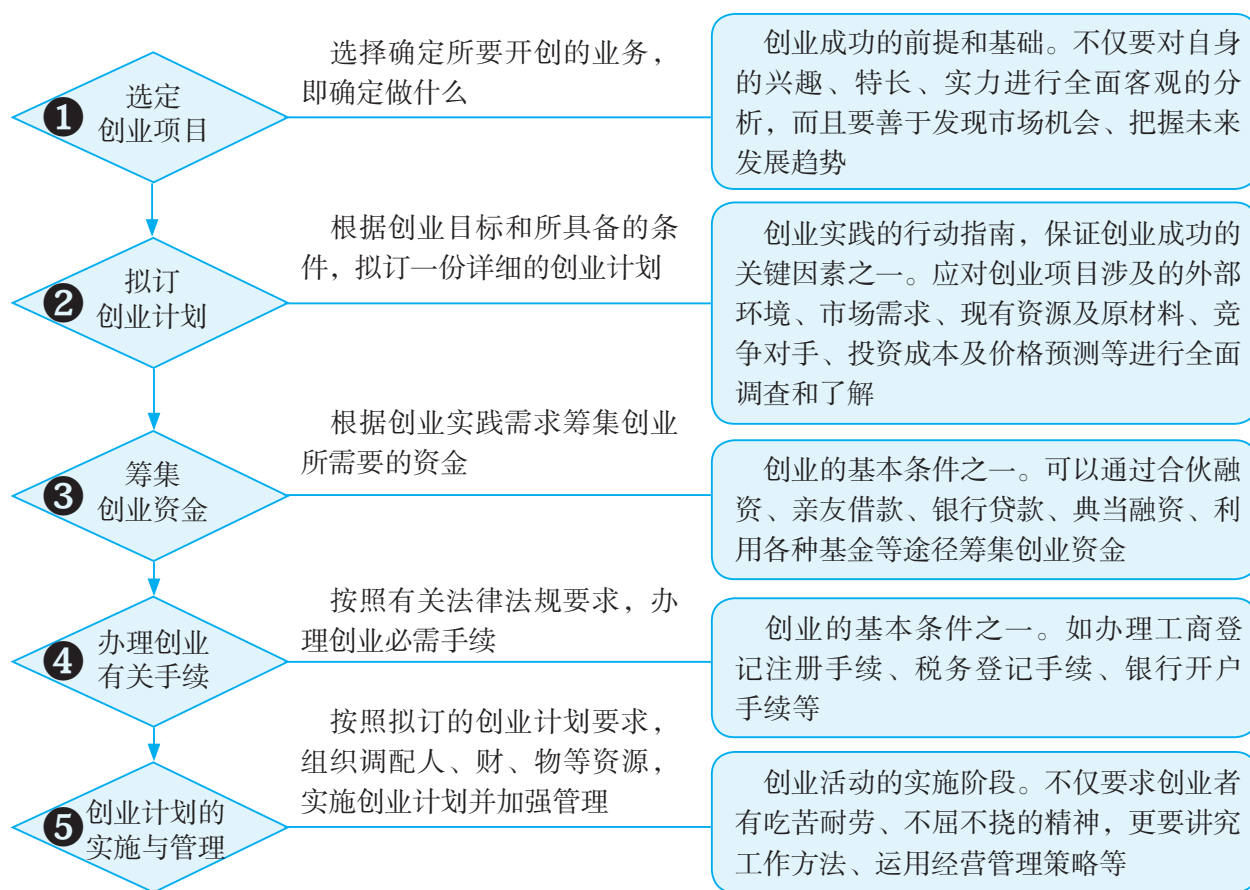 ❶
选定
创业项目
选择确定所要开创的业务，
即确定做什么
创业成功的前提和基础。不仅要对自身
的兴趣、特长、实力进行全面客观的分
析，而且要善于发现市场机会、把握未来
发展趋势
❷
拟订
创业计划
根据创业目标和所具备的条
件，拟订一份详细的创业计划
创业实践的行动指南，保证创业成功的
关键因素之一。应对创业项目涉及的外部
环境、市场需求、现有资源及原材料、竞
争对手、投资成本及价格预测等进行全面
调查和了解
❸
筹集
创业资金
根据创业实践需求筹集创业
所需要的资金
创业的基本条件之一。可以通过合伙融
资、亲友借款、银行贷款、典当融资、利
用各种基金等途径筹集创业资金
❹
办理创业
有关手续
按照有关法律法规要求，办
理创业必需手续
创业的基本条件之一。如办理工商登
记注册手续、税务登记手续、银行开户
手续等
❺
创业计划的
实施与管理
按照拟订的创业计划要求，
组织调配人、财、物等资源，
实施创业计划并加强管理
创业活动的实施阶段。不仅要求创业者
有吃苦耐劳、不屈不挠的精神，更要讲究
工作方法、运用经营管理策略等